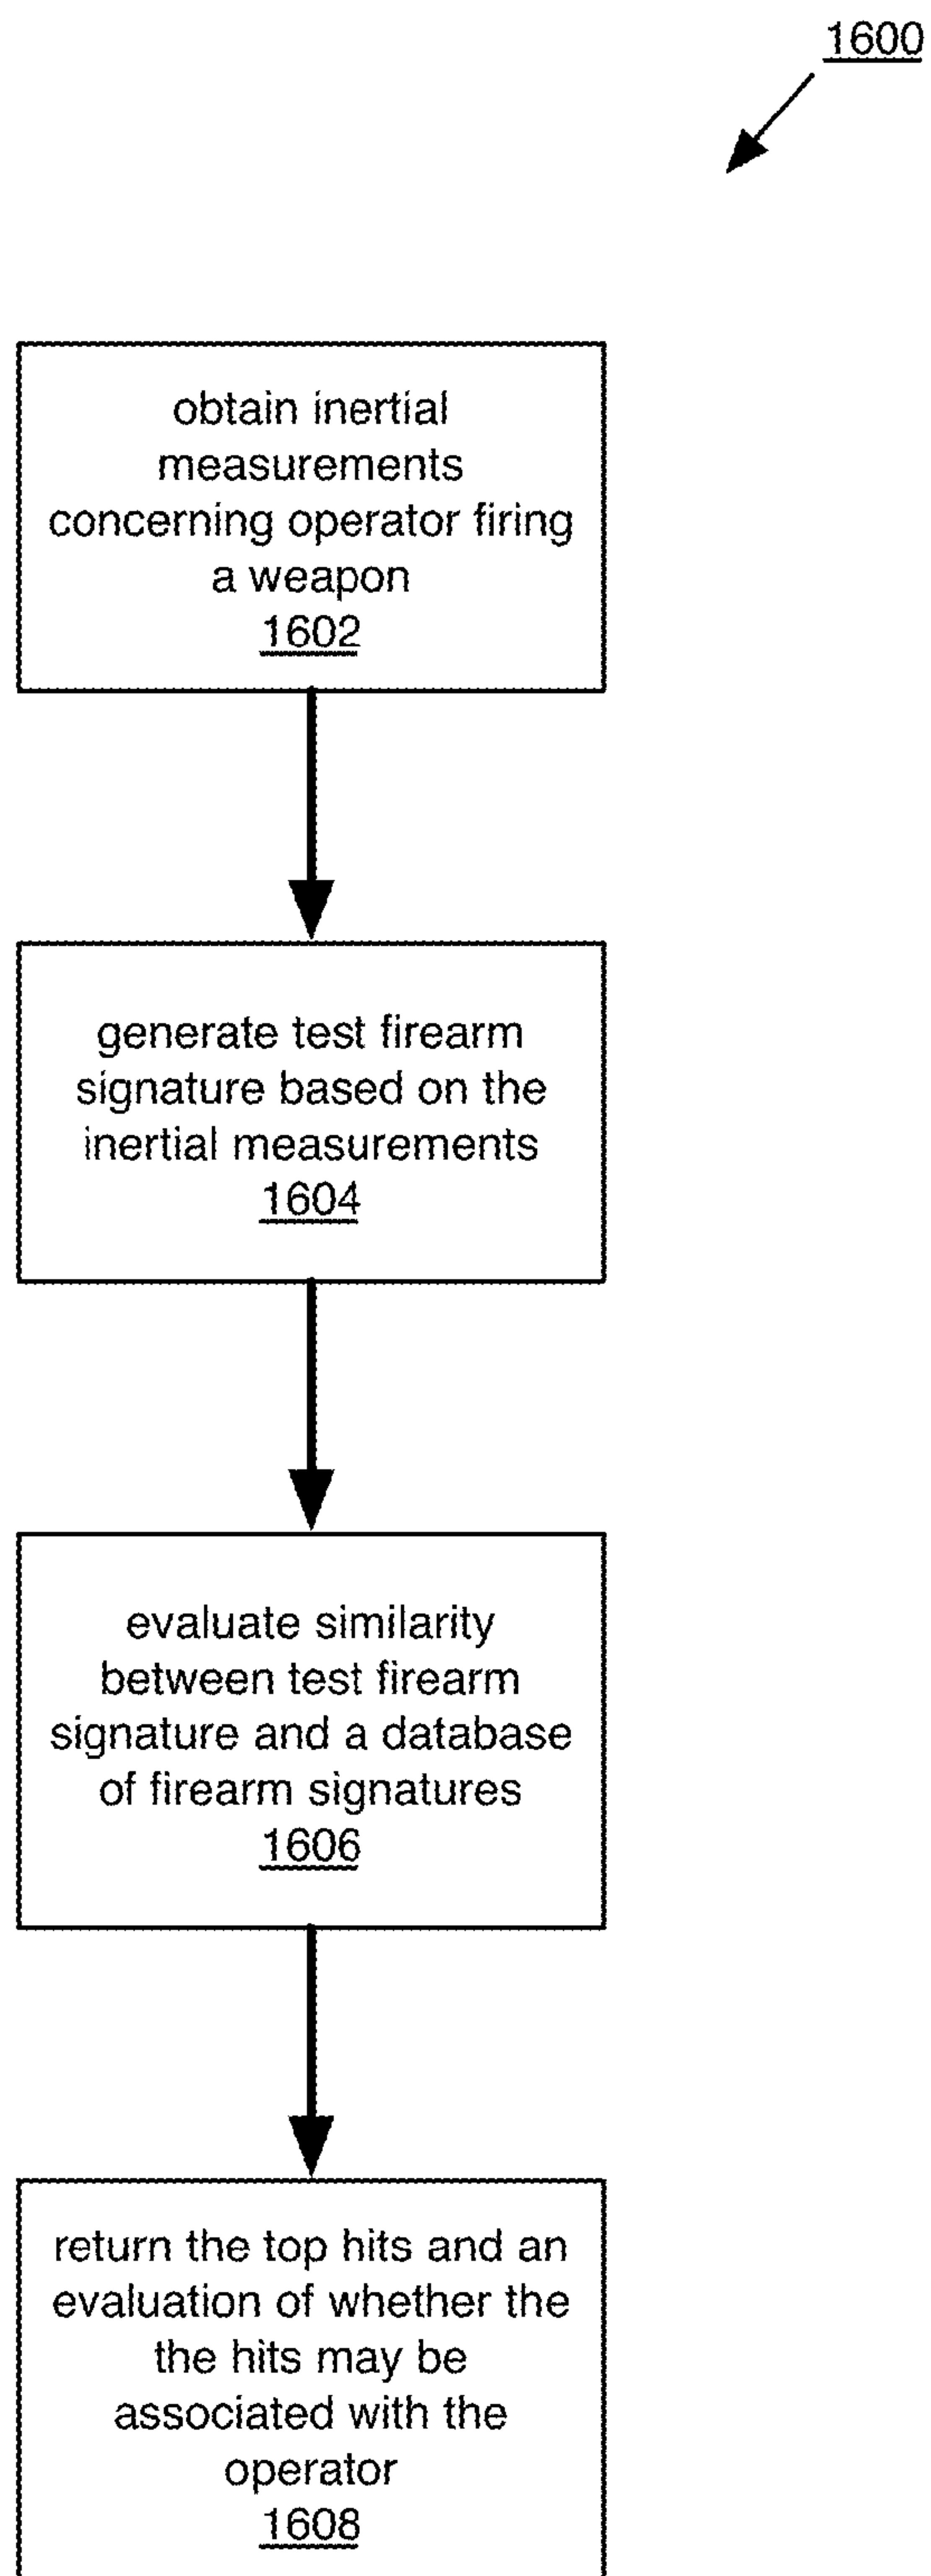 1600
obtain inertial
measurements
concerning operator firing
a weapon
1602
generate test firearm
signature based on the
inertial measurements
1604
evaluate similarity
between test firearm
signature and a database
of firearm signatures
1606
return the top hits and an
evaluation of whether the
the hits may be
associated with the
operator
1608